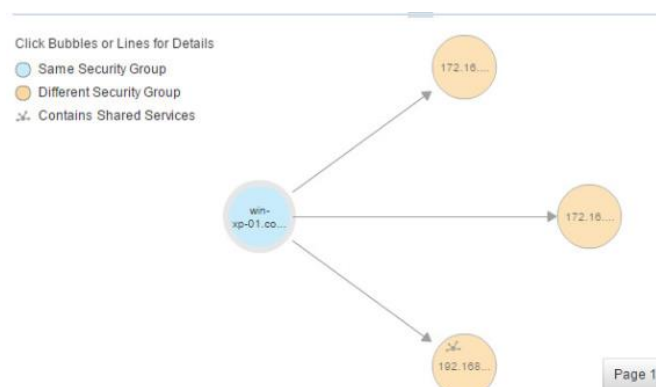 Click Bubbles or Lines for Details
Same Security Group
Different Security Group
Contains Shared Services
172.16....
win-
xp-01.co...
172.16....
192.168...
Page 1